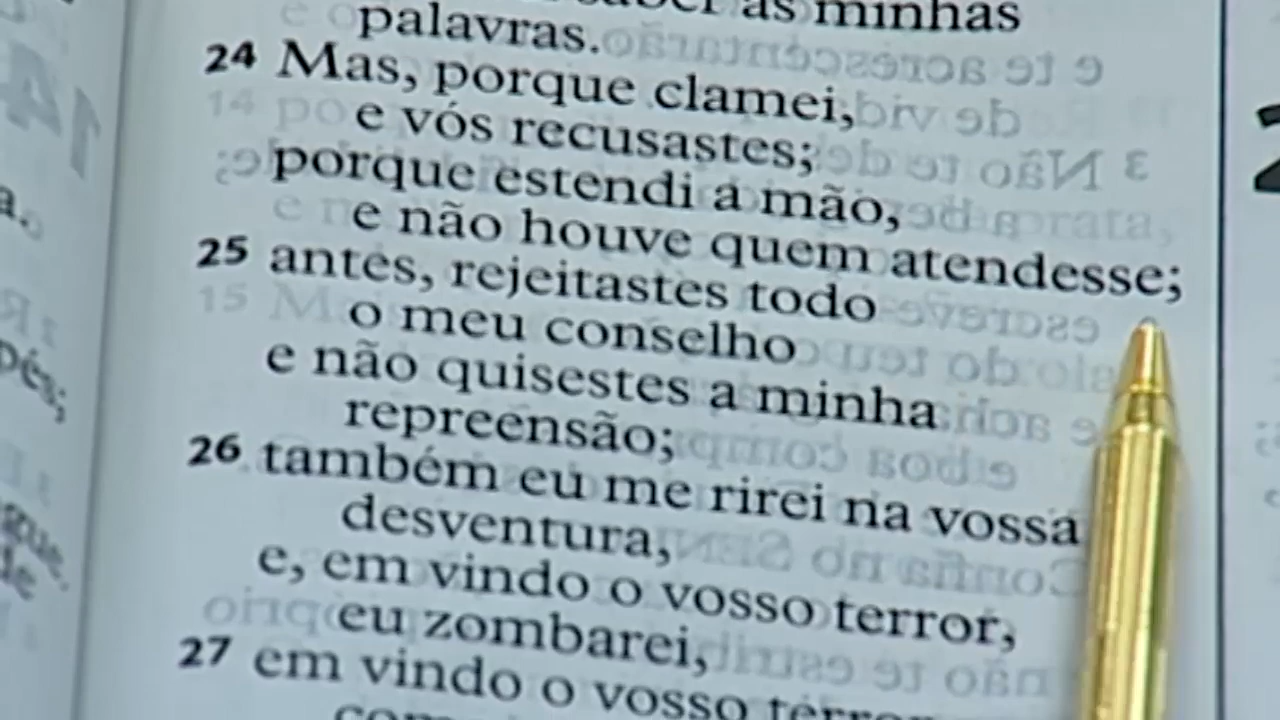 as minhas
palavras.
24 Mas, porque clamei,
e vós recusastes;
porque estendi a mão,
e não houve quem atendesse;
25 antes, rejeitastes todo
o meu conselho
e não quisestes a minha
repreensão;
26 também eu me rirei na vossa
desventura,
e, em vindo o vosso terror,
eu zombarei,
27 em vindo o vosso